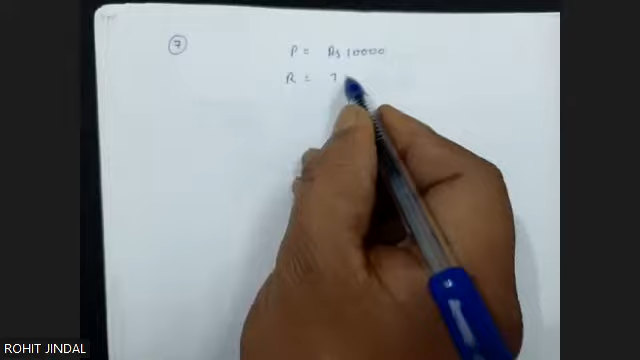 7
P = Rs 10000
R = 7
ROHIT JINDAL